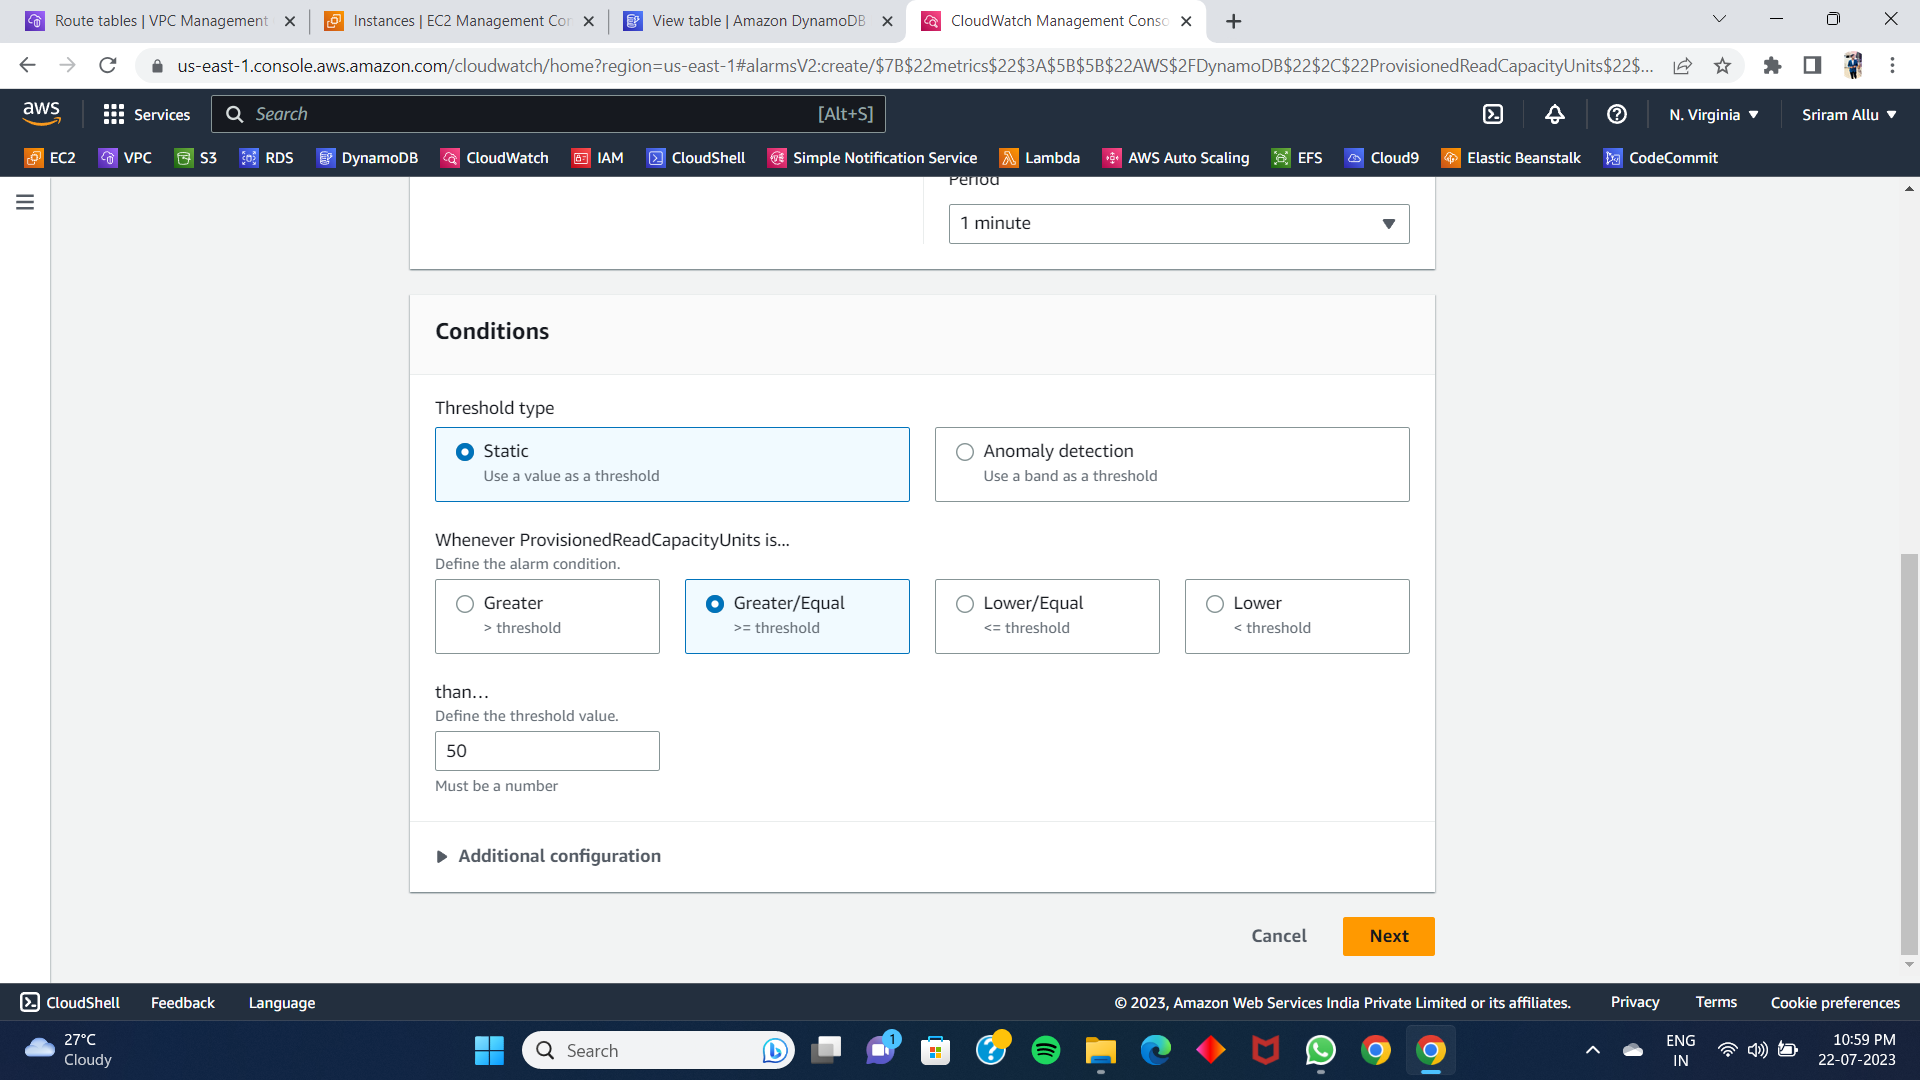 Route tables | VPC Management
Instances | EC2 Management Con
View table | Amazon DynamoDB
CloudWatch Management Conso
us-east-1.console.aws.amazon.com/cloudwatch/home?region=us-east-1#alarmsV2:create/$7B$22metrics$22$3A$5B$5B$22AWS$2FDynamoDB$22$2C$22ProvisionedReadCapacityUnits$22$...
aws
Services
Search
[Alt+S]
N. Virginia
Sriram Allu
EC2
VPC
S3
RDS
DynamoDB
CloudWatch
IAM
CloudShell
Simple Notification Service
Lambda
AWS Auto Scaling
EFS
Cloud9
Elastic Beanstalk
CodeCommit
Period
1 minute
Conditions
Threshold type
Static
Use a value as a threshold
Anomaly detection
Use a band as a threshold
Whenever ProvisionedReadCapacityUnits is...
Define the alarm condition.
Greater
> threshold
Greater/Equal
>= threshold
Lower/Equal
<= threshold
Lower
< threshold
than...
Define the threshold value.
50
Must be a number
Additional configuration
Cancel
Next
CloudShell
Feedback
Language
© 2023, Amazon Web Services India Private Limited or its affiliates.
Privacy
Terms
Cookie preferences
27°C
Cloudy
Search
1
ENG
IN
10:59 PM
22-07-2023